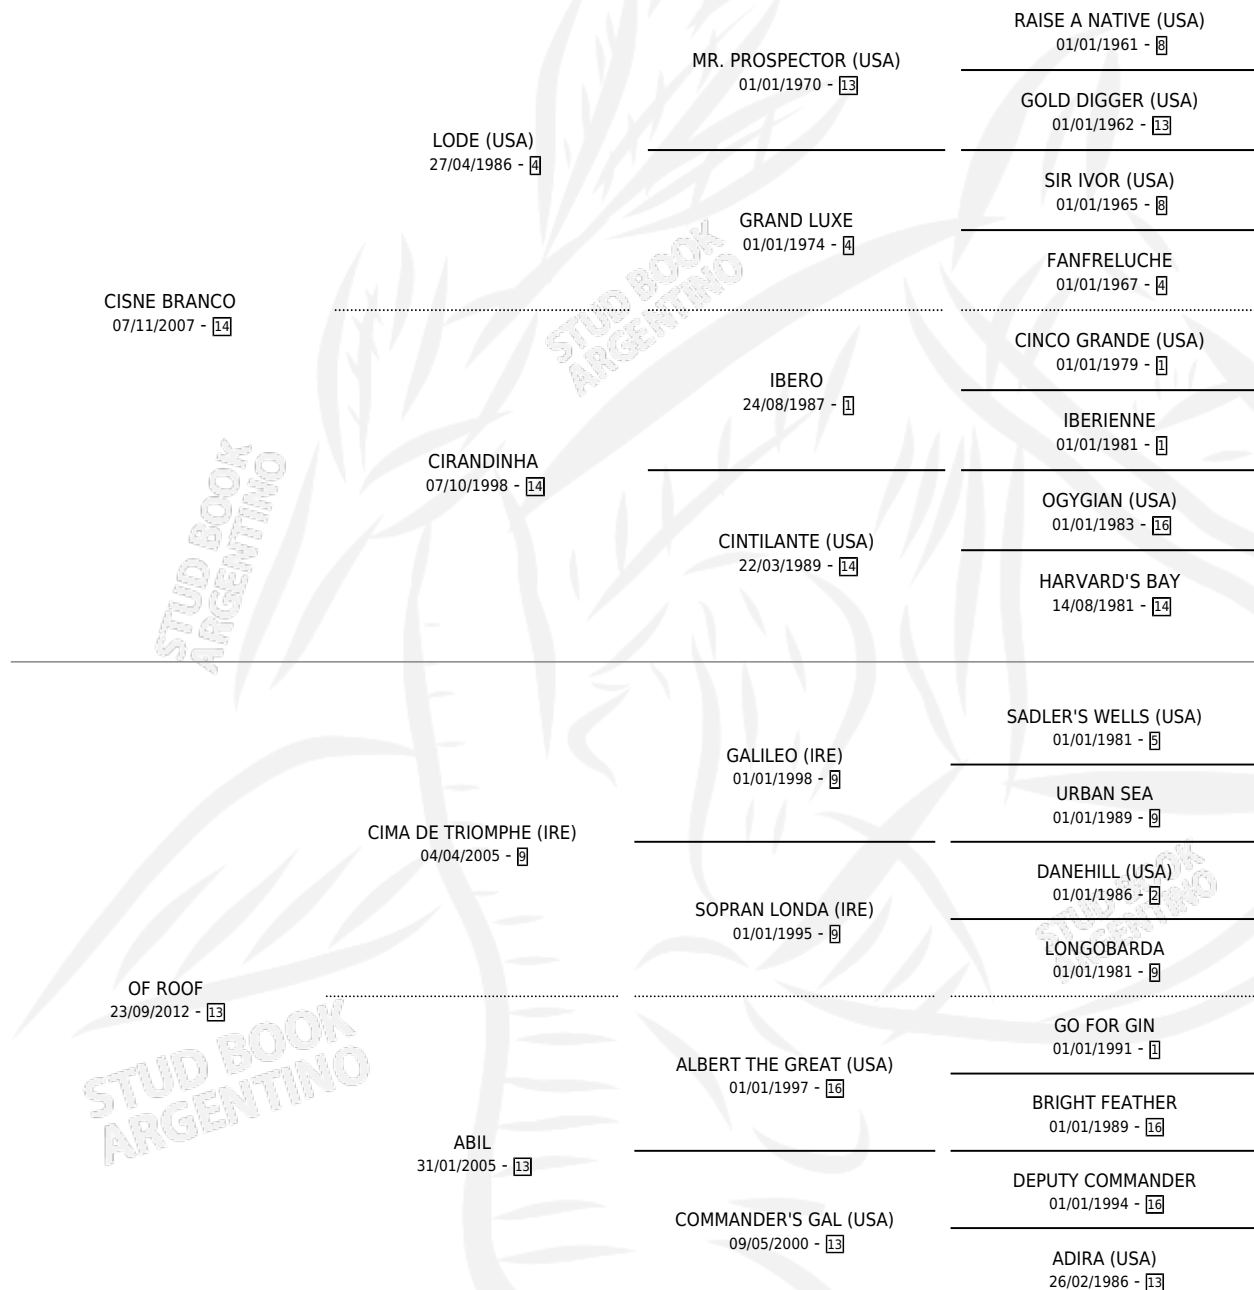 RAISE A NATIVE (USA)
01/01/1961 - 8
MR. PROSPECTOR (USA)
01/01/1970 - 13
GOLD DIGGER (USA)
01/01/1962 - 13
LODE (USA)
27/04/1986 - 4
SIR IVOR (USA)
01/01/1965 - 8
GRAND LUXE
01/01/1974 - 4
FANFRELUCHE
01/01/1967 - 4
CISNE BRANCO
07/11/2007 - 14
CINCO GRANDE (USA)
01/01/1979 - 1
IBERO
24/08/1987 - 1
IBERIENNE
01/01/1981 - 1
CIRANDINHA
07/10/1998 - 14
OGYGIAN (USA)
01/01/1983 - 16
CINTILANTE (USA)
22/03/1989 - 14
HARVARD'S BAY
14/08/1981 - 14
SADLER'S WELLS (USA)
01/01/1981 - 5
GALILEO (IRE)
01/01/1998 - 9
URBAN SEA
01/01/1989 - 9
CIMA DE TRIOMPHE (IRE)
04/04/2005 - 9
DANEHILL (USA)
01/01/1986 - 2
SOPRAN LONDA (IRE)
01/01/1995 - 9
LONGOBARDA
01/01/1981 - 9
OF ROOF
23/09/2012 - 13
GO FOR GIN
01/01/1991 - 1
ALBERT THE GREAT (USA)
01/01/1997 - 16
BRIGHT FEATHER
01/01/1989 - 16
ABIL
31/01/2005 - 13
DEPUTY COMMANDER
01/01/1994 - 16
COMMANDER'S GAL (USA)
09/05/2000 - 13
ADIRA (USA)
26/02/1986 - 13
STUD BOOK
ARGENTINO
STUD BOOK
ARGENTINO
STUD BOOK
ARGENTINO
STUD BOOK
ARGENTINO